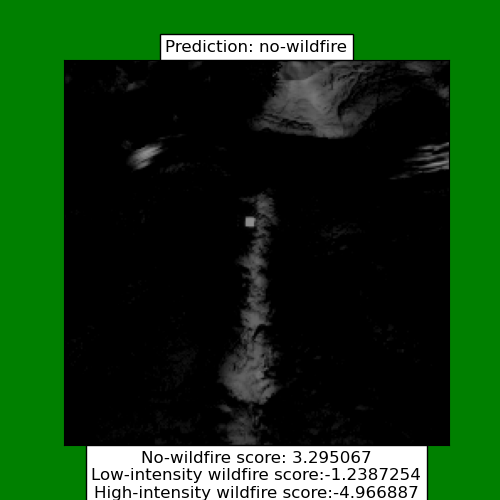 Prediction: no-wildfire
No-wildfire score: 3.295067
Low-intensity wildfire score:-1.2387254
High-intensity wildfire score:-4.966887